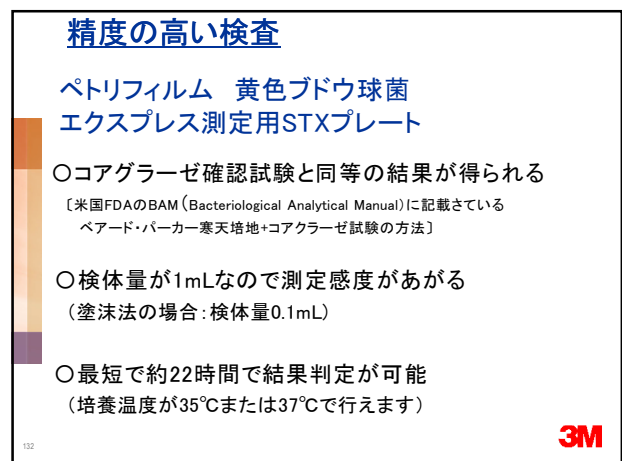 精度の高い検査
ペトリフィルム 黄色ブドウ球菌
エクスプレス測定用STXプレート
〇コアグラーゼ確認試験と同等の結果が得られる
〔米国FDAのBAM（Bacteriological Analytical Manual)に記載さている
ベアード・パーカー寒天培地+コアクラーゼ試験の方法〕
〇検体量が1mLなので測定感度があがる
（塗沫法の場合：検体量0.1mL）
〇最短で約22時間で結果判定が可能
（培養温度が35℃または37℃で行えます）
132
3M